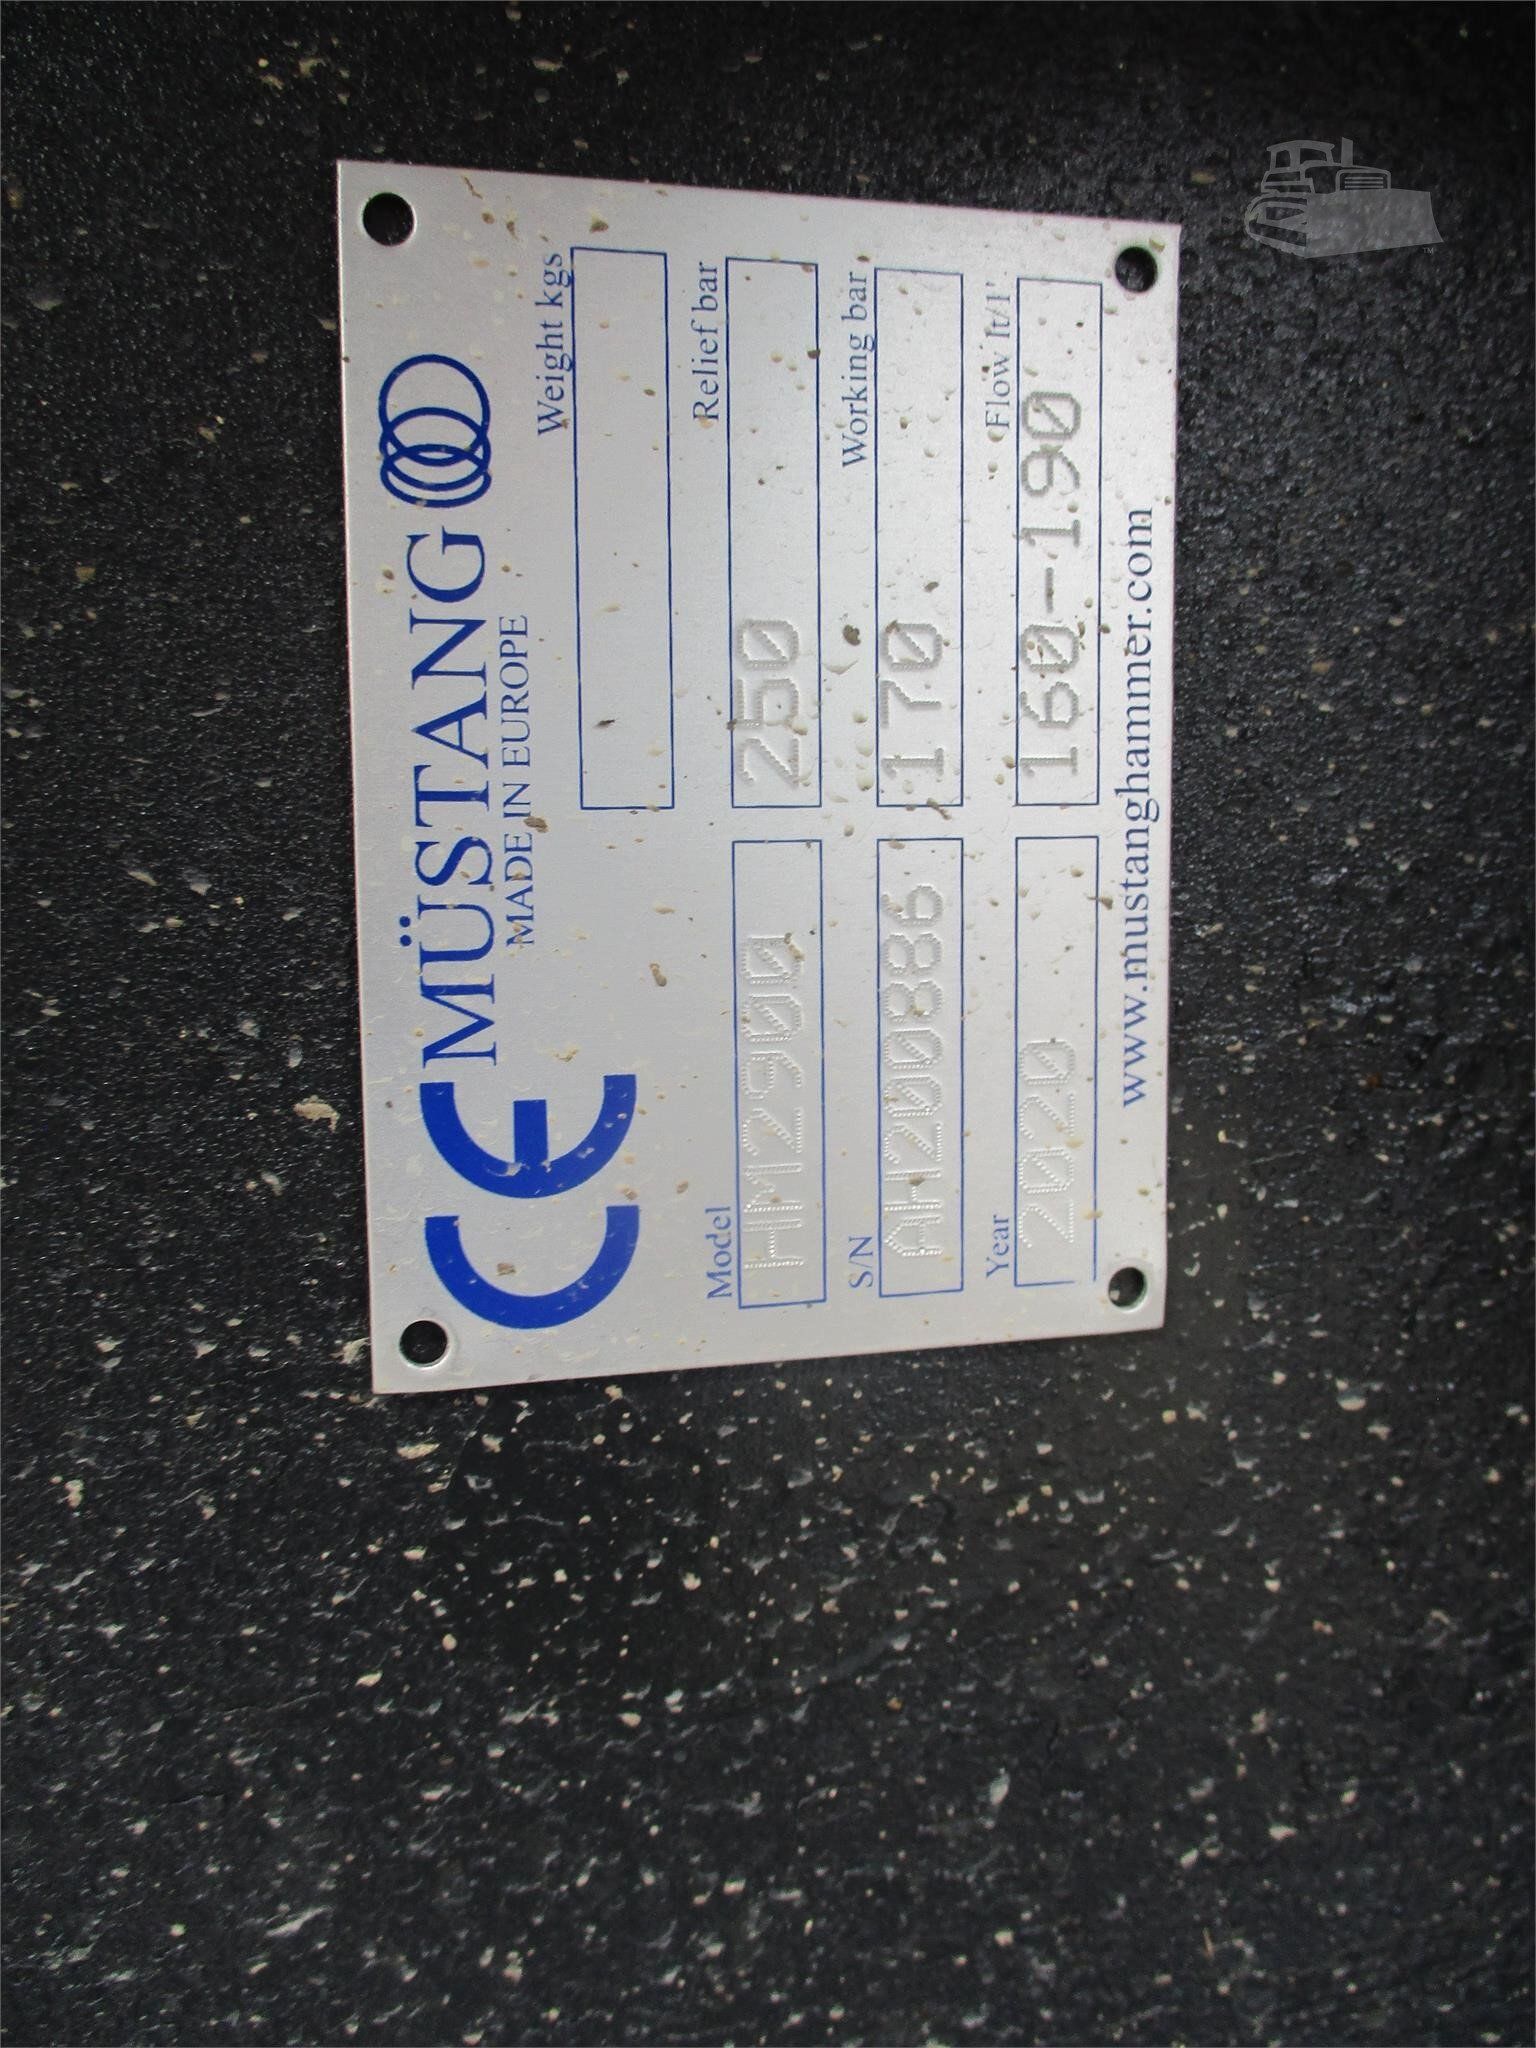 CE MÜSTANG
MADE IN EUROPE
Weight kgs
Model
HM2900
Relief bar
250
S/N
AH200886
Working bar
170
Year
2020
Flow lt/1'
160-190
www.mustanghammer.com
TM